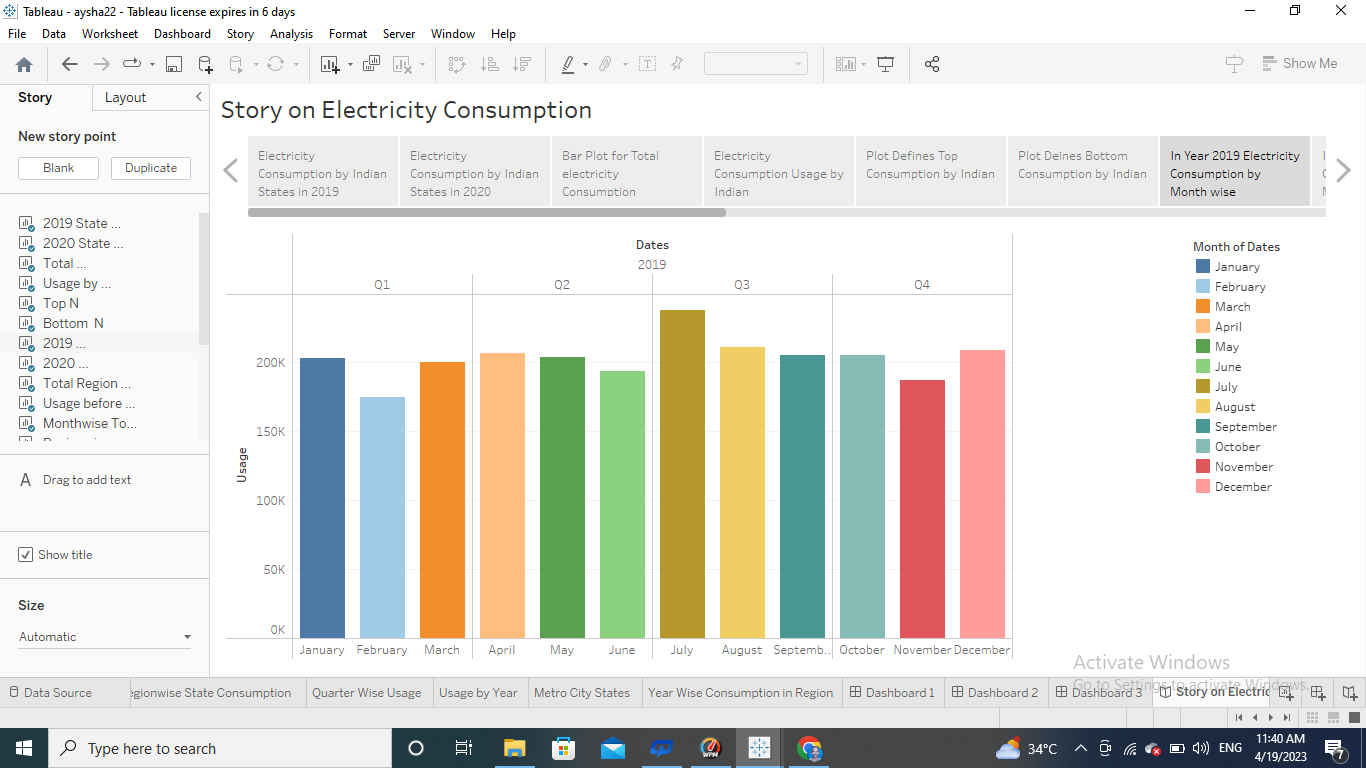 Tableau - aysha22 - Tableau license expires in 6 days
File Data Worksheet Dashboard Story Analysis Format Server Window Help
Show Me
Story Layout
New story point
Blank Duplicate
2019 State ...
2020 State ...
Total ...
Usage by ...
Top N
Bottom N
2019 ...
2020 ...
Total Region ...
Usage before ...
Monthwise To...
A Drag to add text
Show title
Size
Automatic
Story on Electricity Consumption
Electricity
Consumption by Indian
States in 2019
Electricity
Consumption by Indian
States in 2020
Bar Plot for Total
electricity
Consumption
Electricity
Consumption Usage by
Indian
Plot Defines Top
Consumption by Indian
Plot Deines Bottom
Consumption by Indian
In Year 2019 Electricity
Consumption by
Month wise
Dates
2019
Q1 Q2 Q3 Q4
Usage
200K
150K
100K
50K
0K
January February March April May June July August Septemb.. October November December
Month of Dates
January
February
March
April
May
June
July
August
September
October
November
December
Activate Windows
Go to Settings to activate Windows.
Data Source gionwise State Consumption Quarter Wise Usage Usage by Year Metro City States Year Wise Consumption in Region Dashboard 1 Dashboard 2 Dashboard 3 Story on Electric
Type here to search
34°C
ENG
11:40 AM
4/19/2023
7